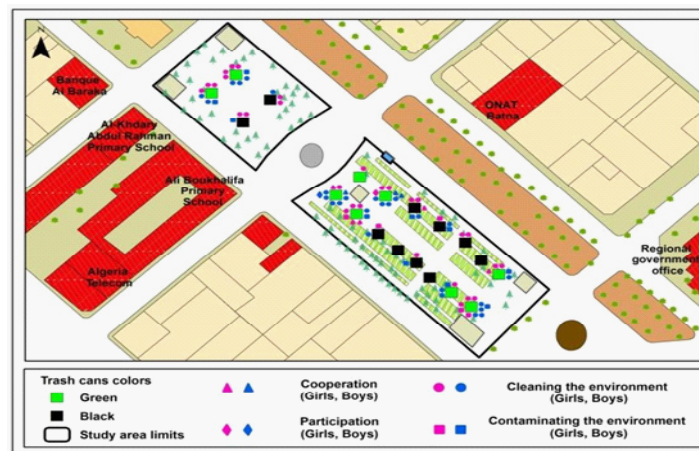 N
Banque
Al Baraka
Al-Khdary
Abdul Rahman
Primary School
Ali Boukhalifa
Primary
School
Algeria
Telecom
ONAT
Batna
Regional
government
office
Trash cans colors
Green
Black
Study area limits
Cooperation
(Girls, Boys)
Participation
(Girls, Boys)
Cleaning the environment
(Girls, Boys)
Contaminating the environment
(Girls, Boys)